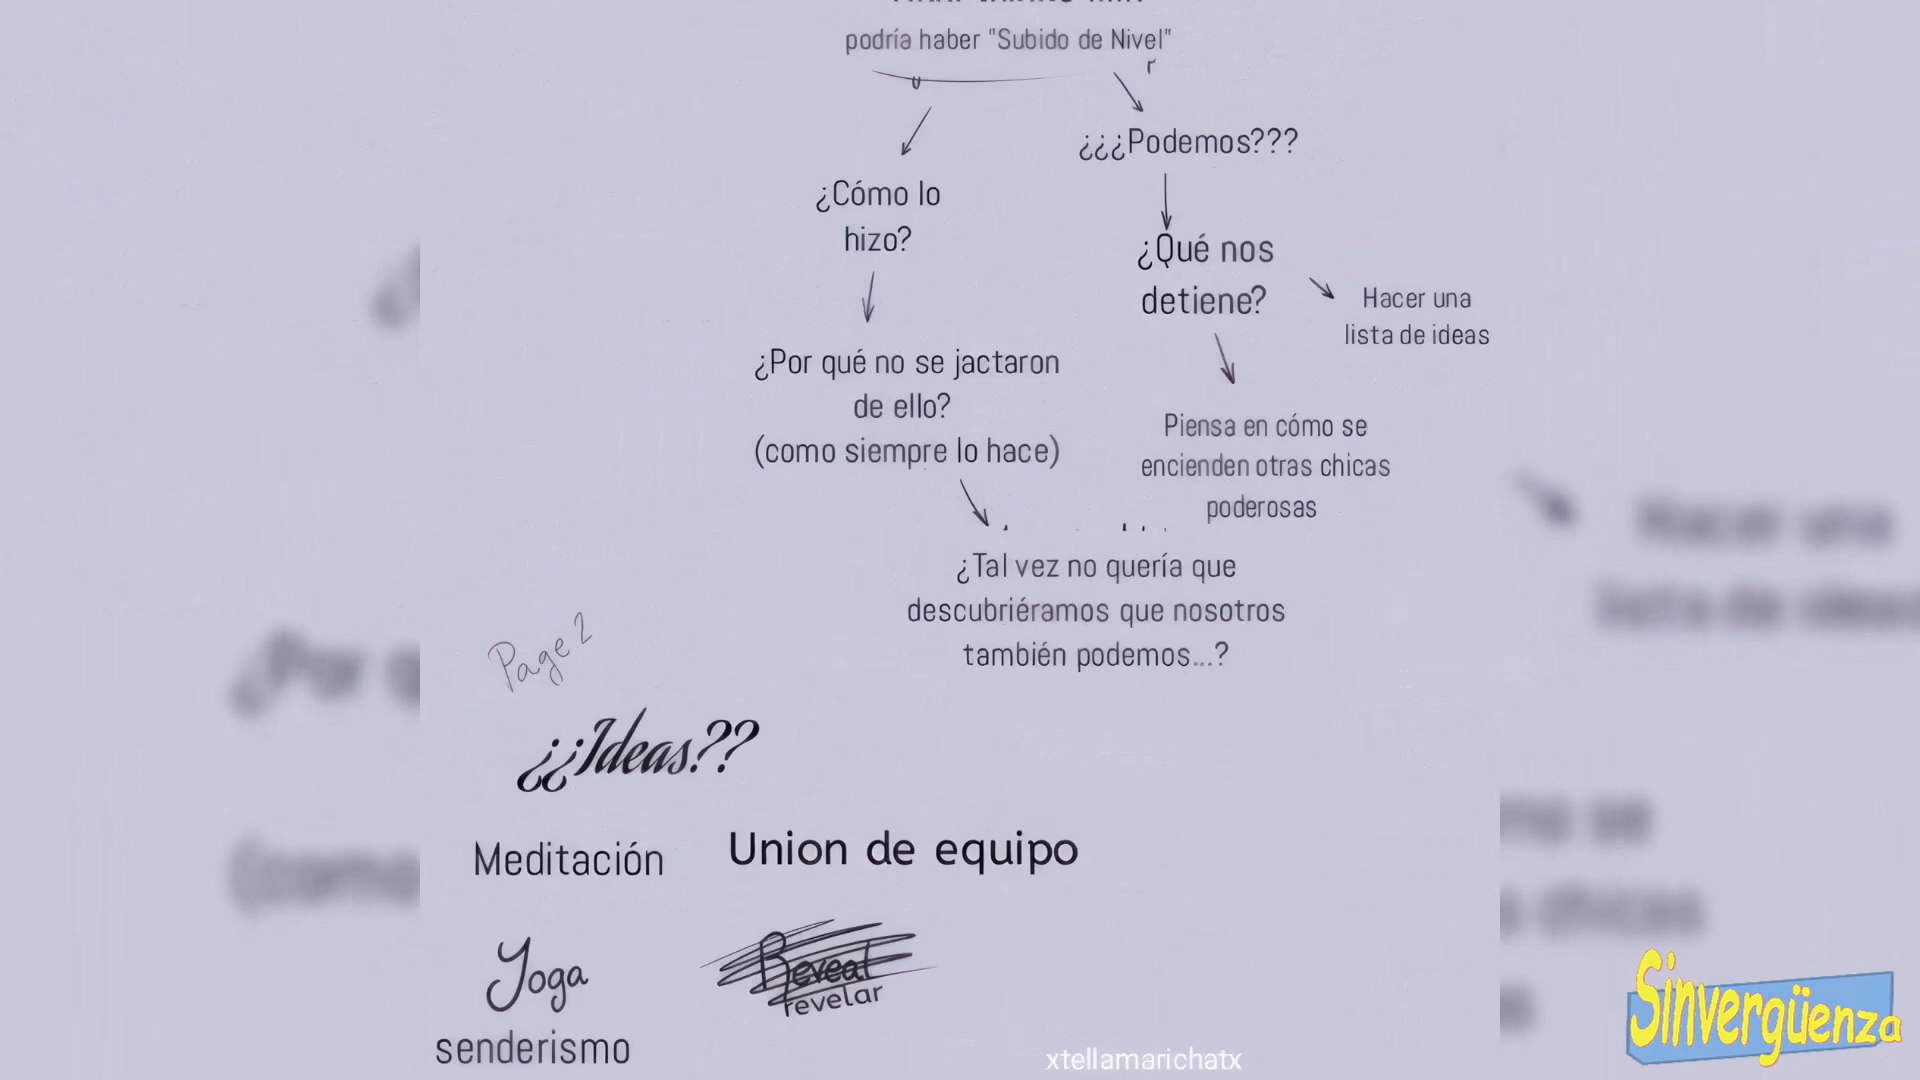 podría haber "Subido de Nivel"
¿Cómo lo
hizo?
¿Por qué no se jactaron
de ello?
(como siempre lo hace)
¿¿¿Podemos???
¿Qué nos
detiene?
Hacer una
lista de ideas
Piensa en cómo se
encienden otras chicas
poderosas
¿Tal vez no quería que
descubriéramos que nosotros
también podemos...?
Page 2
¿¿Ideas??
Meditación
Union de equipo
Yoga
Reveal
revelar
senderismo
xtellamarichatx
Sinvergüenza